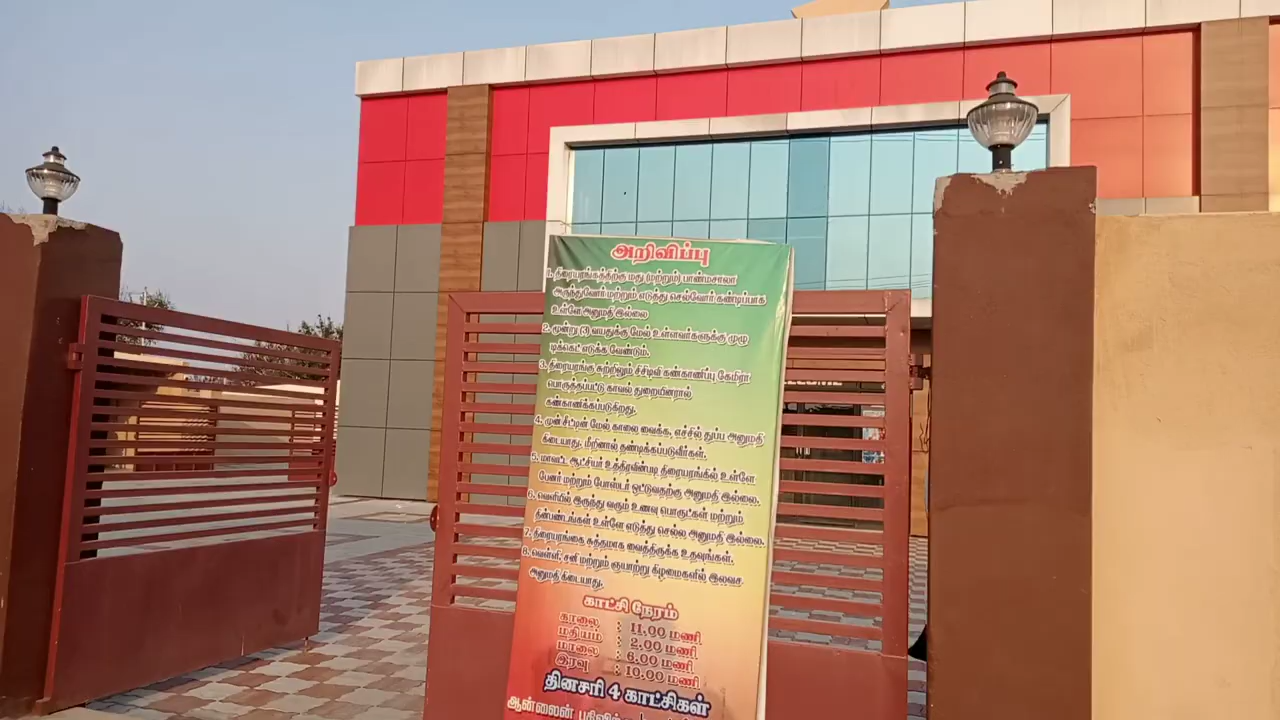 அறிவிப்பு
1. திரையரங்கத்திற்கு மது (மற்றும்) பான்மசாலா
அருந்துவோர் மற்றும் எடுத்து செல்வோர் கண்டிப்பாக
உள்ளே அனுமதி இல்லை
2. மூன்று (3) வயதுக்கு மேல் உள்ளவர்களுக்கு முழு
டிக்கெட் எடுக்க வேண்டும்.
3. திரையரங்கு சுற்றிலும் சிசிடிவி கண்காணிப்பு கேமிரா
பொருத்தப்பட்டு காவல் துறையினரால்
கண்காணிக்கப்படுகிறது.
4. முன் சீட்டின் மேல் காலை வைக்க, எச்சில் துப்ப அனுமதி
கிடையாது. மீறினால் தண்டிக்கப்படுவீர்கள்.
5. மாவட்ட ஆட்சியர் உத்திரவின்படி திரையரங்கில் உள்ளே
பேனர் மற்றும் போஸ்டர் ஒட்டுவதற்கு அனுமதி இல்லை.
6. வெளியில் இருந்து வரும் உணவு பொருட்கள் மற்றும்
தின்பண்டங்கள் உள்ளே எடுத்து செல்ல அனுமதி இல்லை.
7. திரையரங்கை சுத்தமாக வைத்திருக்க உதவுங்கள்.
8. வெள்ளி, சனி மற்றும் ஞாயாற்று கிழமைகளில் இலவச
அனுமதி கிடையாது.
காட்சி நேரம்
காலை : 11.00 மணி
மதியம் : 2.00 மணி
மாலை : 6.00 மணி
இரவு : 10.00 மணி
தினசரி 4 காட்சிகள்
ஆன்லைன்